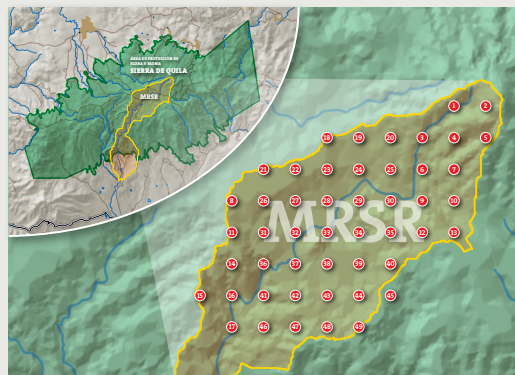 ÁREA DE PROTECCIÓN DE
FLORA Y FAUNA
SIERRA DE QUILA
MRSR
1 2
18 19 20 3 4 5
21 22 23 24 25 6 7
8 26 27 28 29 30 9 10
MRSR
11 31 32 33 34 35 12 13
14 36 37 38 39 40
15 16 41 42 43 44 45
17 46 47 48 49